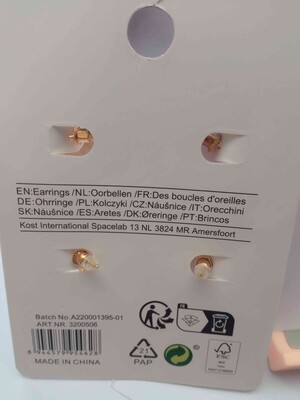 EN:Earrings /NL:Oorbellen /FR:Des boucles d'oreilles
DE:Ohrringe /PL:Kolczyki /CZ:Náušnice /IT:Orecchini
SK:Náušnice /ES:Aretes /DK:Øreringe /PT:Brincos
Kost International Spacelab 13 NL 3824 MR Amersfoort
Batch No.A220001395-01
ART.NR. 3200506
MADE IN CHINA
21
PAP
FSC